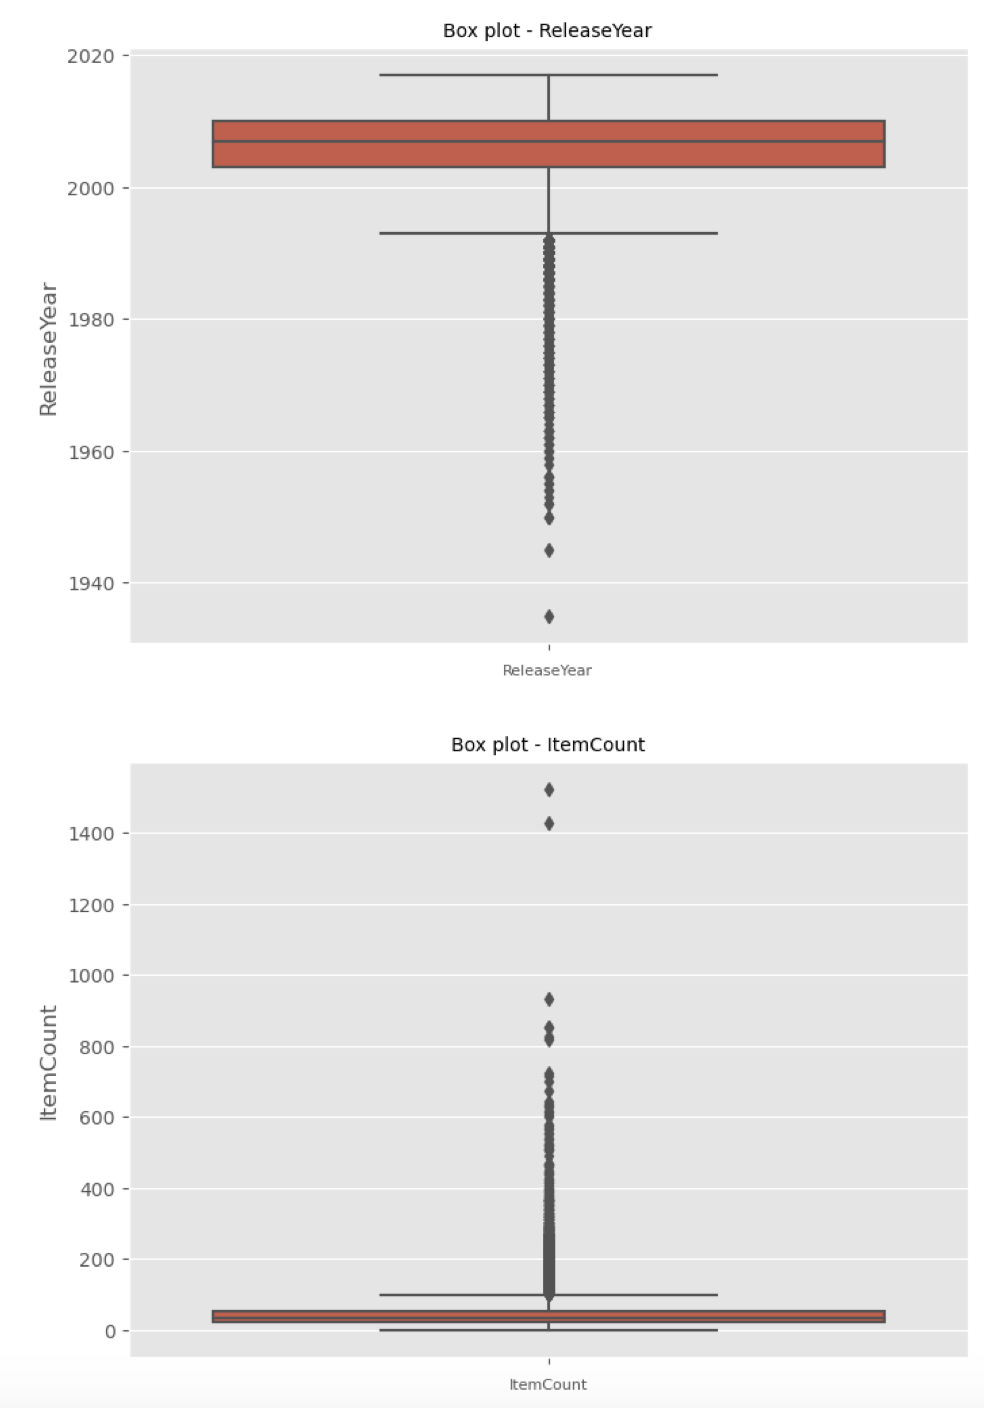 Box plot - ReleaseYear
2020
2000
1980
1960
1940
ReleaseYear
ReleaseYear
Box plot - ItemCount
1400
1200
1000
800
600
400
200
0
ItemCount
ItemCount